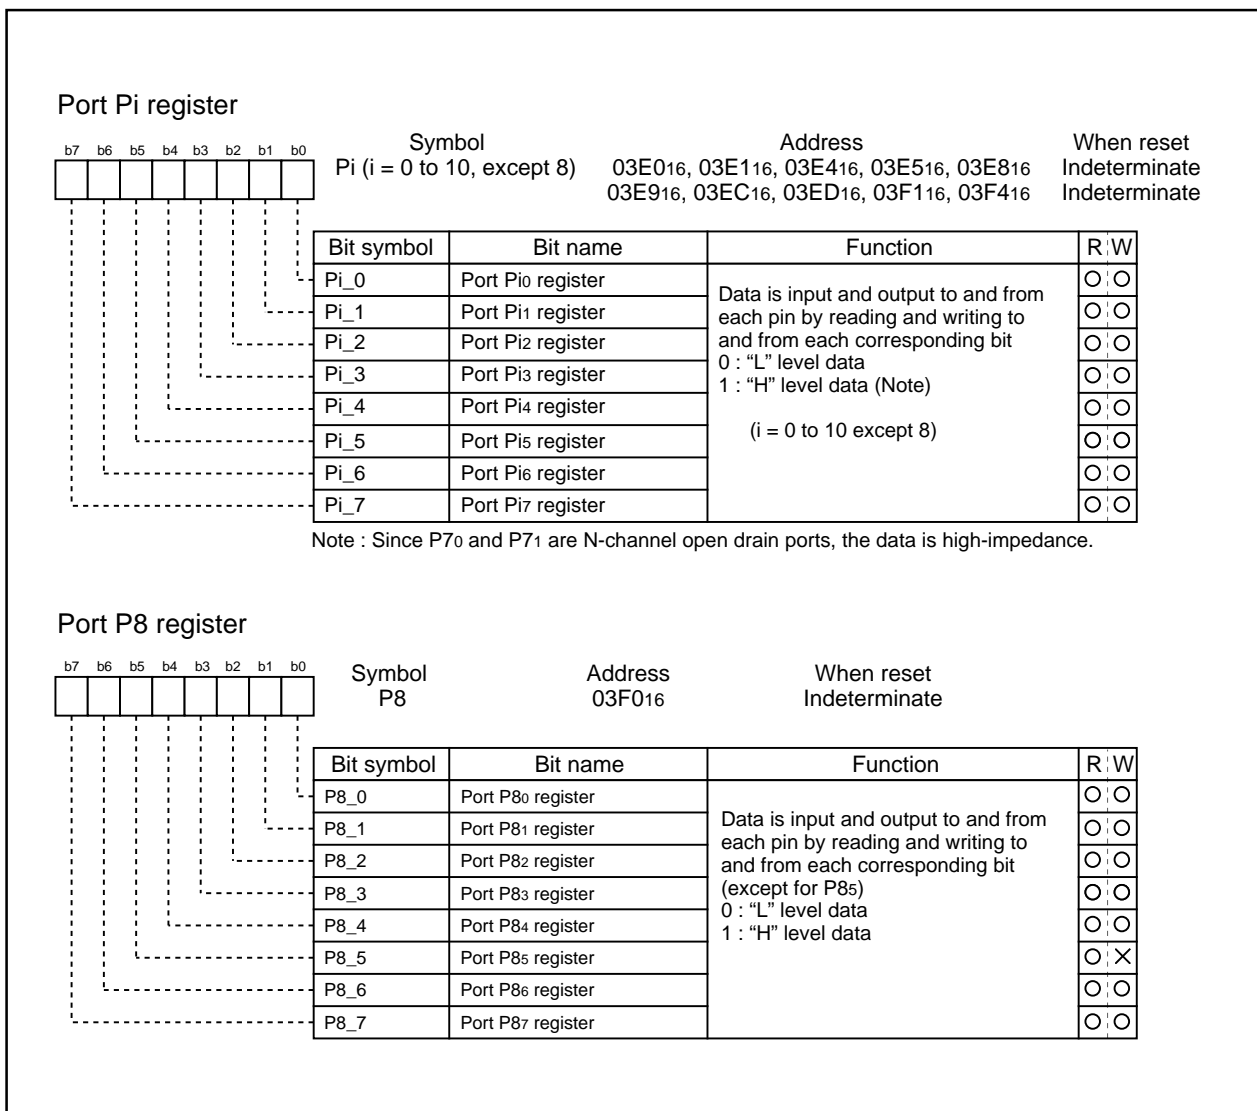 Port Pi register
b7 b6 b5 b4 b3 b2 b1 b0
Symbol Address When reset
Pi (i = 0 to 10, except 8) 03E016, 03E116, 03E416, 03E516, 03E816 Indeterminate
03E916, 03EC16, 03ED16, 03F116, 03F416 Indeterminate
Bit symbol Bit name Function R W
Pi_0 Port Pi0 register
Pi_1 Port Pi1 register
Pi_2 Port Pi2 register
Pi_3 Port Pi3 register
Pi_4 Port Pi4 register
Pi_5 Port Pi5 register
Pi_6 Port Pi6 register
Pi_7 Port Pi7 register
Data is input and output to and from
each pin by reading and writing to
and from each corresponding bit
0 : “L” level data
1 : “H” level data (Note)
(i = 0 to 10 except 8)
Note : Since P70 and P71 are N-channel open drain ports, the data is high-impedance.
Port P8 register
b7 b6 b5 b4 b3 b2 b1 b0
Symbol Address When reset
P8 03F016 Indeterminate
Bit symbol Bit name Function R W
P8_0 Port P80 register
P8_1 Port P81 register
P8_2 Port P82 register
P8_3 Port P83 register
P8_4 Port P84 register
P8_5 Port P85 register
P8_6 Port P86 register
P8_7 Port P87 register
Data is input and output to and from
each pin by reading and writing to
and from each corresponding bit
(except for P85)
0 : “L” level data
1 : “H” level data